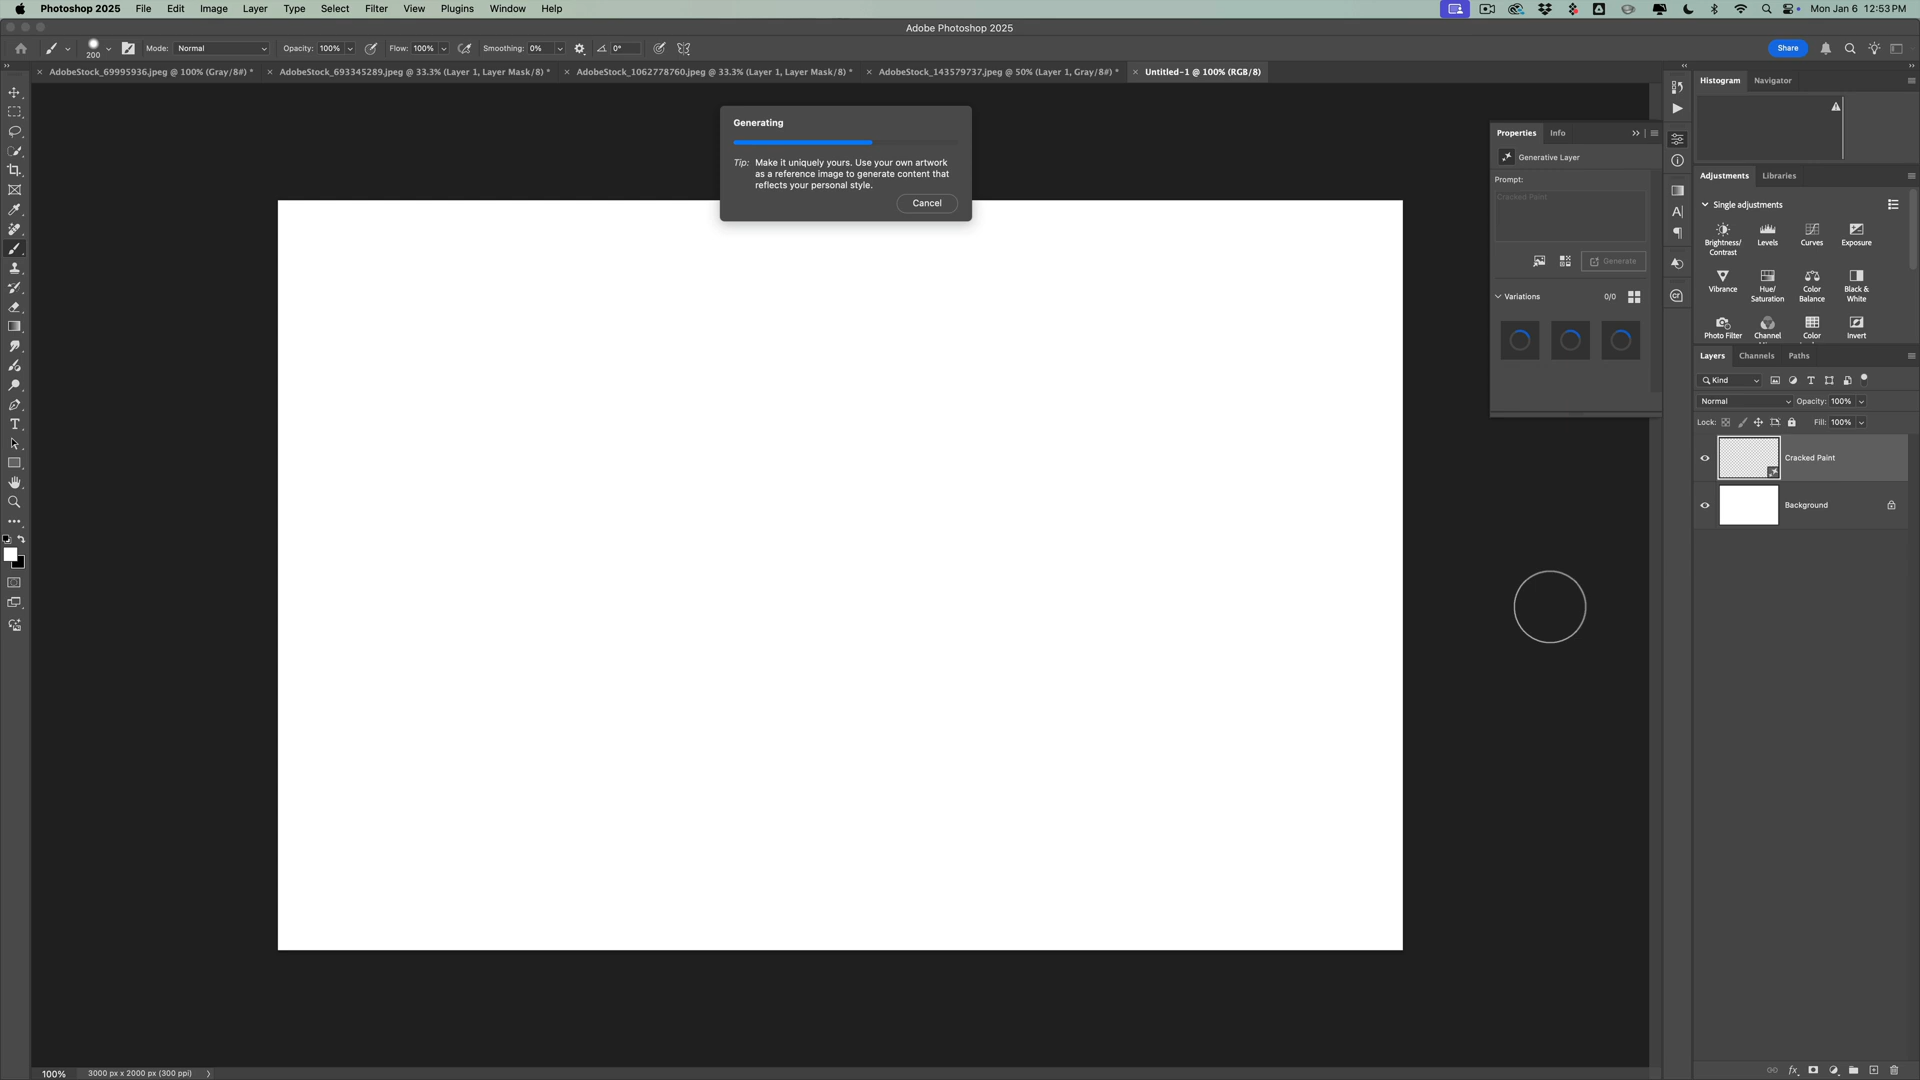 Photoshop 2025 File Edit Image Layer Type Select Filter View Plugins Window Help Mon Jan 6 12:53 PM
Adobe Photoshop 2025
200 Mode: Normal Opacity: 100% Flow: 100% Smoothing: 0% 0° Share
AdobeStock_69995936.jpeg @ 100% (Gray/8#) * AdobeStock_693345289.jpeg @ 33.3% (Layer 1, Layer Mask/8) * AdobeStock_1062778760.jpeg @ 33.3% (Layer 1, Layer Mask/8) * AdobeStock_143579737.jpeg @ 50% (Layer 1, Gray/8#) * Untitled-1 @ 100% (RGB/8)
Generating
Tip: Make it uniquely yours. Use your own artwork
as a reference image to generate content that
reflects your personal style.
Cancel
Properties Info
Generative Layer
Prompt:
Cracked Paint
Generate
Variations 0/0
Histogram Navigator
Adjustments Libraries
Single adjustments
Brightness/
Contrast
Levels
Curves
Exposure
Vibrance
Hue/
Saturation
Color
Balance
Black &
White
Photo Filter
Channel
Color
Invert
Layers Channels Paths
Kind
Normal Opacity: 100%
Lock: Fill: 100%
Cracked Paint
Background
100% 3000 px x 2000 px (300 ppi)